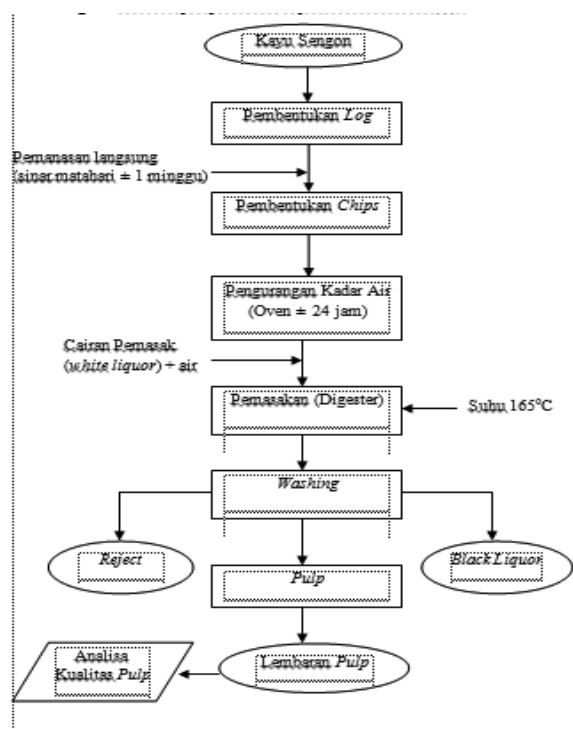 Kayu Sengon
Pembentukan Log
Pemanasan langsung
(sinar matahari ± 1 minggu)
Pembentukan Chips
Pengurangan Kadar Air
(Oven ± 24 jam)
Cairan Pemasak
(white liquor) + air
Pemasakan (Digester)
Suhu 165°C
Washing
Reject
Black Liquor
Pulp
Analisa
Kualitas Pulp
Lembaran Pulp